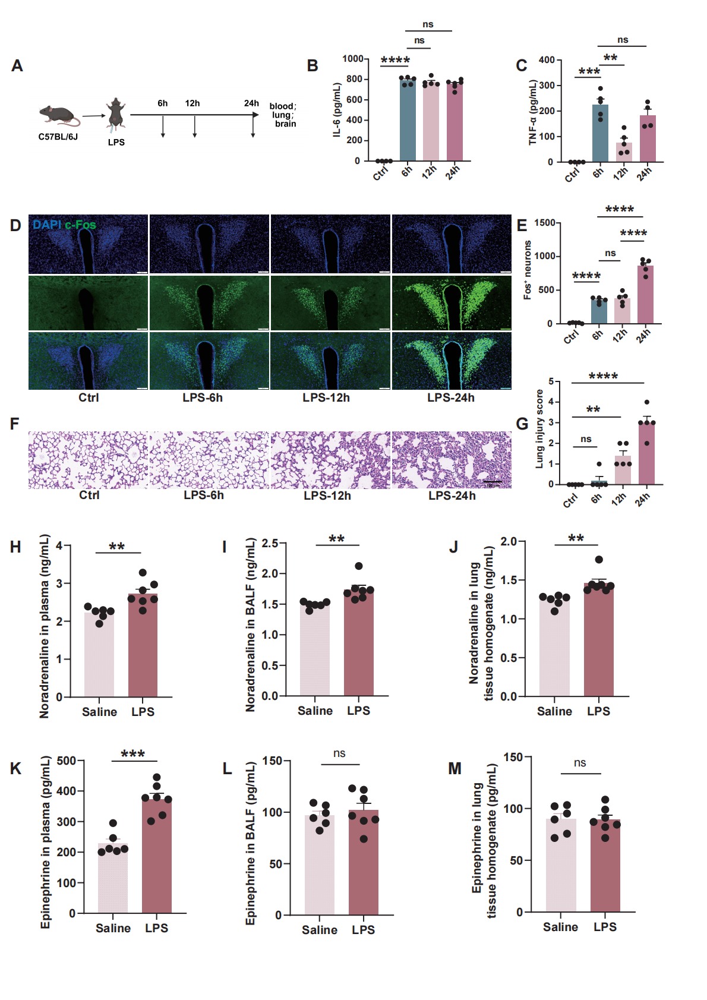 A
C57BL/6J
LPS
6h
12h
24h
blood;
lung;
brain
B
IL-6 (pg/mL)
1000
800
600
400
200
0
****
ns
ns
Ctrl
6h
12h
24h
C
TNF-α (pg/mL)
400
300
200
100
0
***
**
ns
Ctrl
6h
12h
24h
D
DAPI c-Fos
Ctrl
LPS-6h
LPS-12h
LPS-24h
E
Fos+ neurons
1500
1000
500
0
****
ns
****
****
Ctrl
6h
12h
24h
F
Ctrl
LPS-6h
LPS-12h
LPS-24h
G
Lung injury score
5
4
3
2
1
0
ns
**
****
Ctrl
6h
12h
24h
H
Noradrenaline in plasma (ng/mL)
4
3
2
1
0
**
Saline
LPS
I
Noradrenaline in BALF (ng/mL)
2.5
2.0
1.5
1.0
0.5
0.0
**
Saline
LPS
J
Noradrenaline in lung
tissue homogenate (ng/mL)
2.0
1.5
1.0
0.5
0.0
**
Saline
LPS
K
Epinephrine in plasma (pg/mL)
500
400
300
200
100
0
***
Saline
LPS
L
Epinephrine in BALF (pg/mL)
150
100
50
0
ns
Saline
LPS
M
Epinephrine in lung
tissue homogenate (pg/mL)
150
100
50
0
ns
Saline
LPS